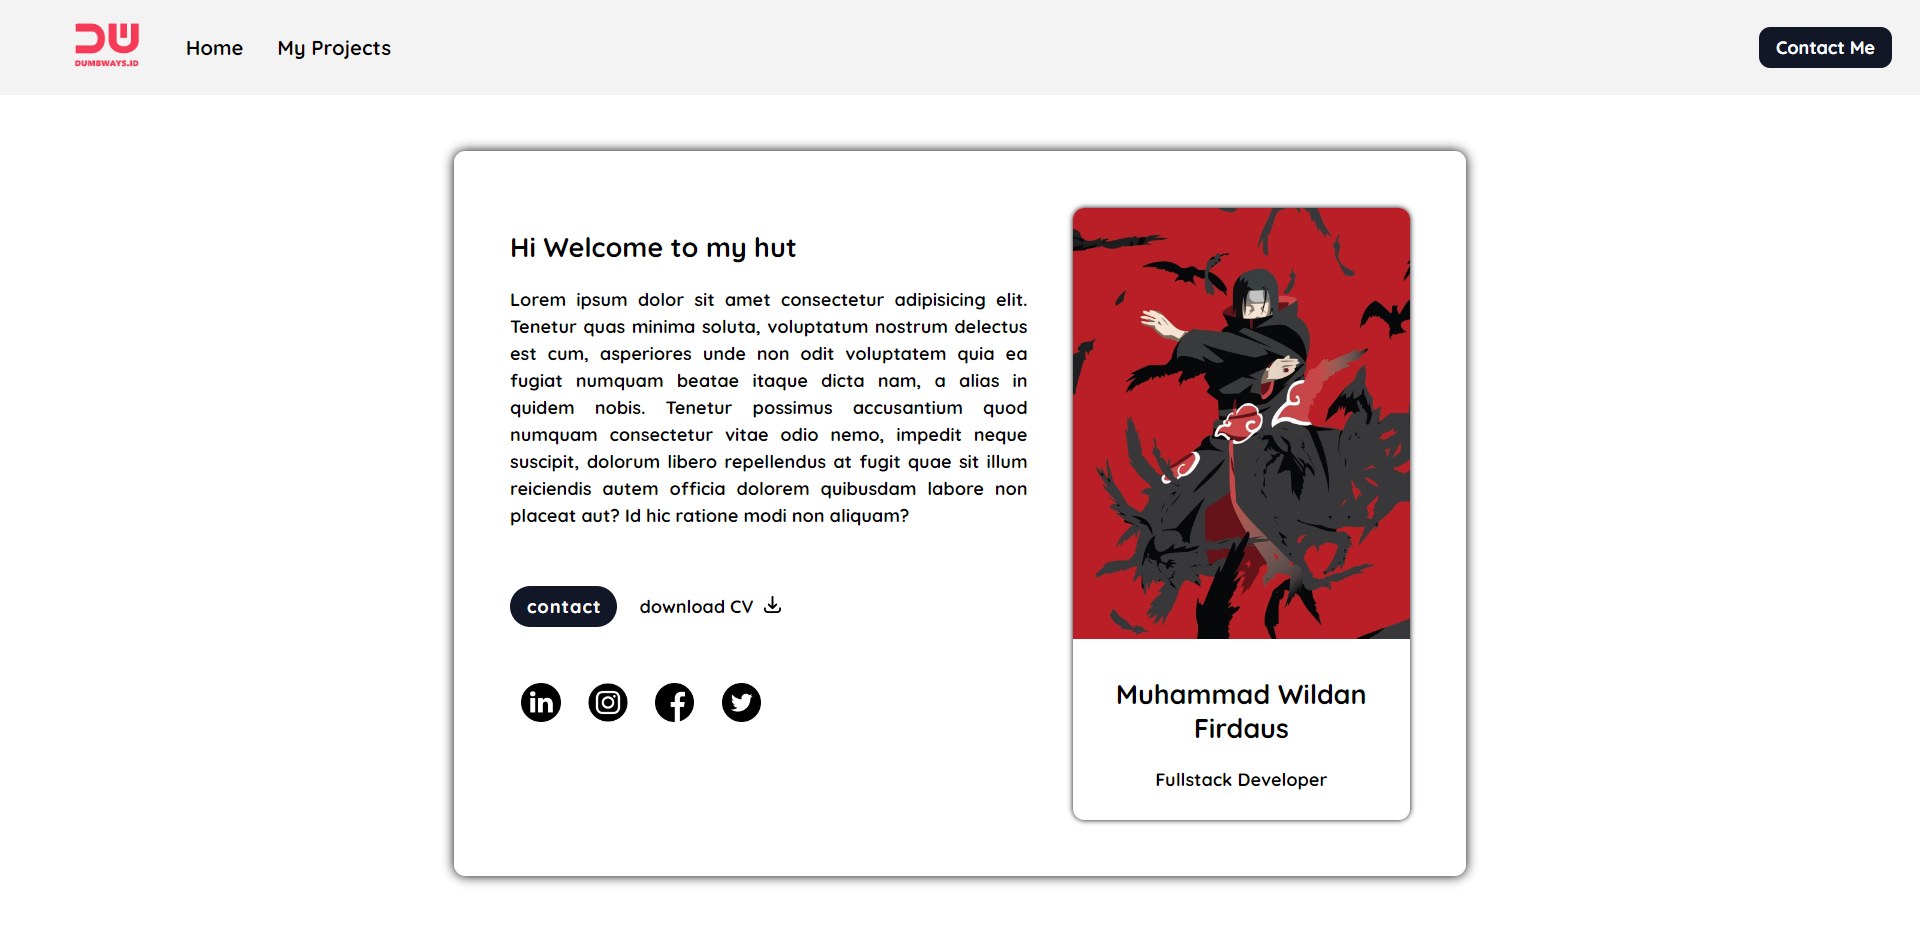 DUMBWAYS.ID
Home
My Projects
Contact Me
Hi Welcome to my hut
Lorem ipsum dolor sit amet consectetur adipisicing elit.
Tenetur quas minima soluta, voluptatum nostrum delectus
est cum, asperiores unde non odit voluptatem quia ea
fugiat numquam beatae itaque dicta nam, a alias in
quidem nobis. Tenetur possimus accusantium quod
numquam consectetur vitae odio nemo, impedit neque
suscipit, dolorum libero repellendus at fugit quae sit illum
reiciendis autem officia dolorem quibusdam labore non
placeat aut? Id hic ratione modi non aliquam?
contact
download CV
Muhammad Wildan
Firdaus
Fullstack Developer